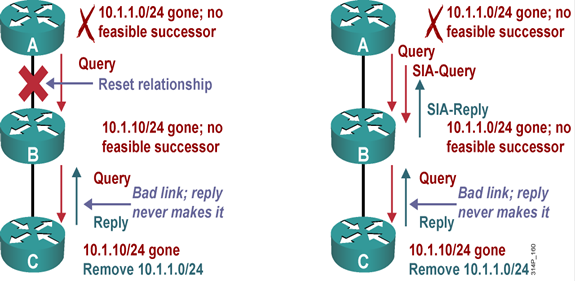 10.1.1.0/24 gone; no
feasible successor
A
Query
Reset relationship
10.1.10/24 gone; no
feasible successor
B
Query
Bad link; reply
never makes it
Reply
10.1.10/24 gone
Remove 10.1.1.0/24
C
10.1.1.0/24 gone; no
feasible successor
A
Query
SIA-Query
SIA-Reply
10.1.1.0/24 gone; no
feasible successor
B
Query
Bad link; reply
never makes it
Reply
10.1.10/24 gone
Remove 10.1.1.0/24
C
314P_160